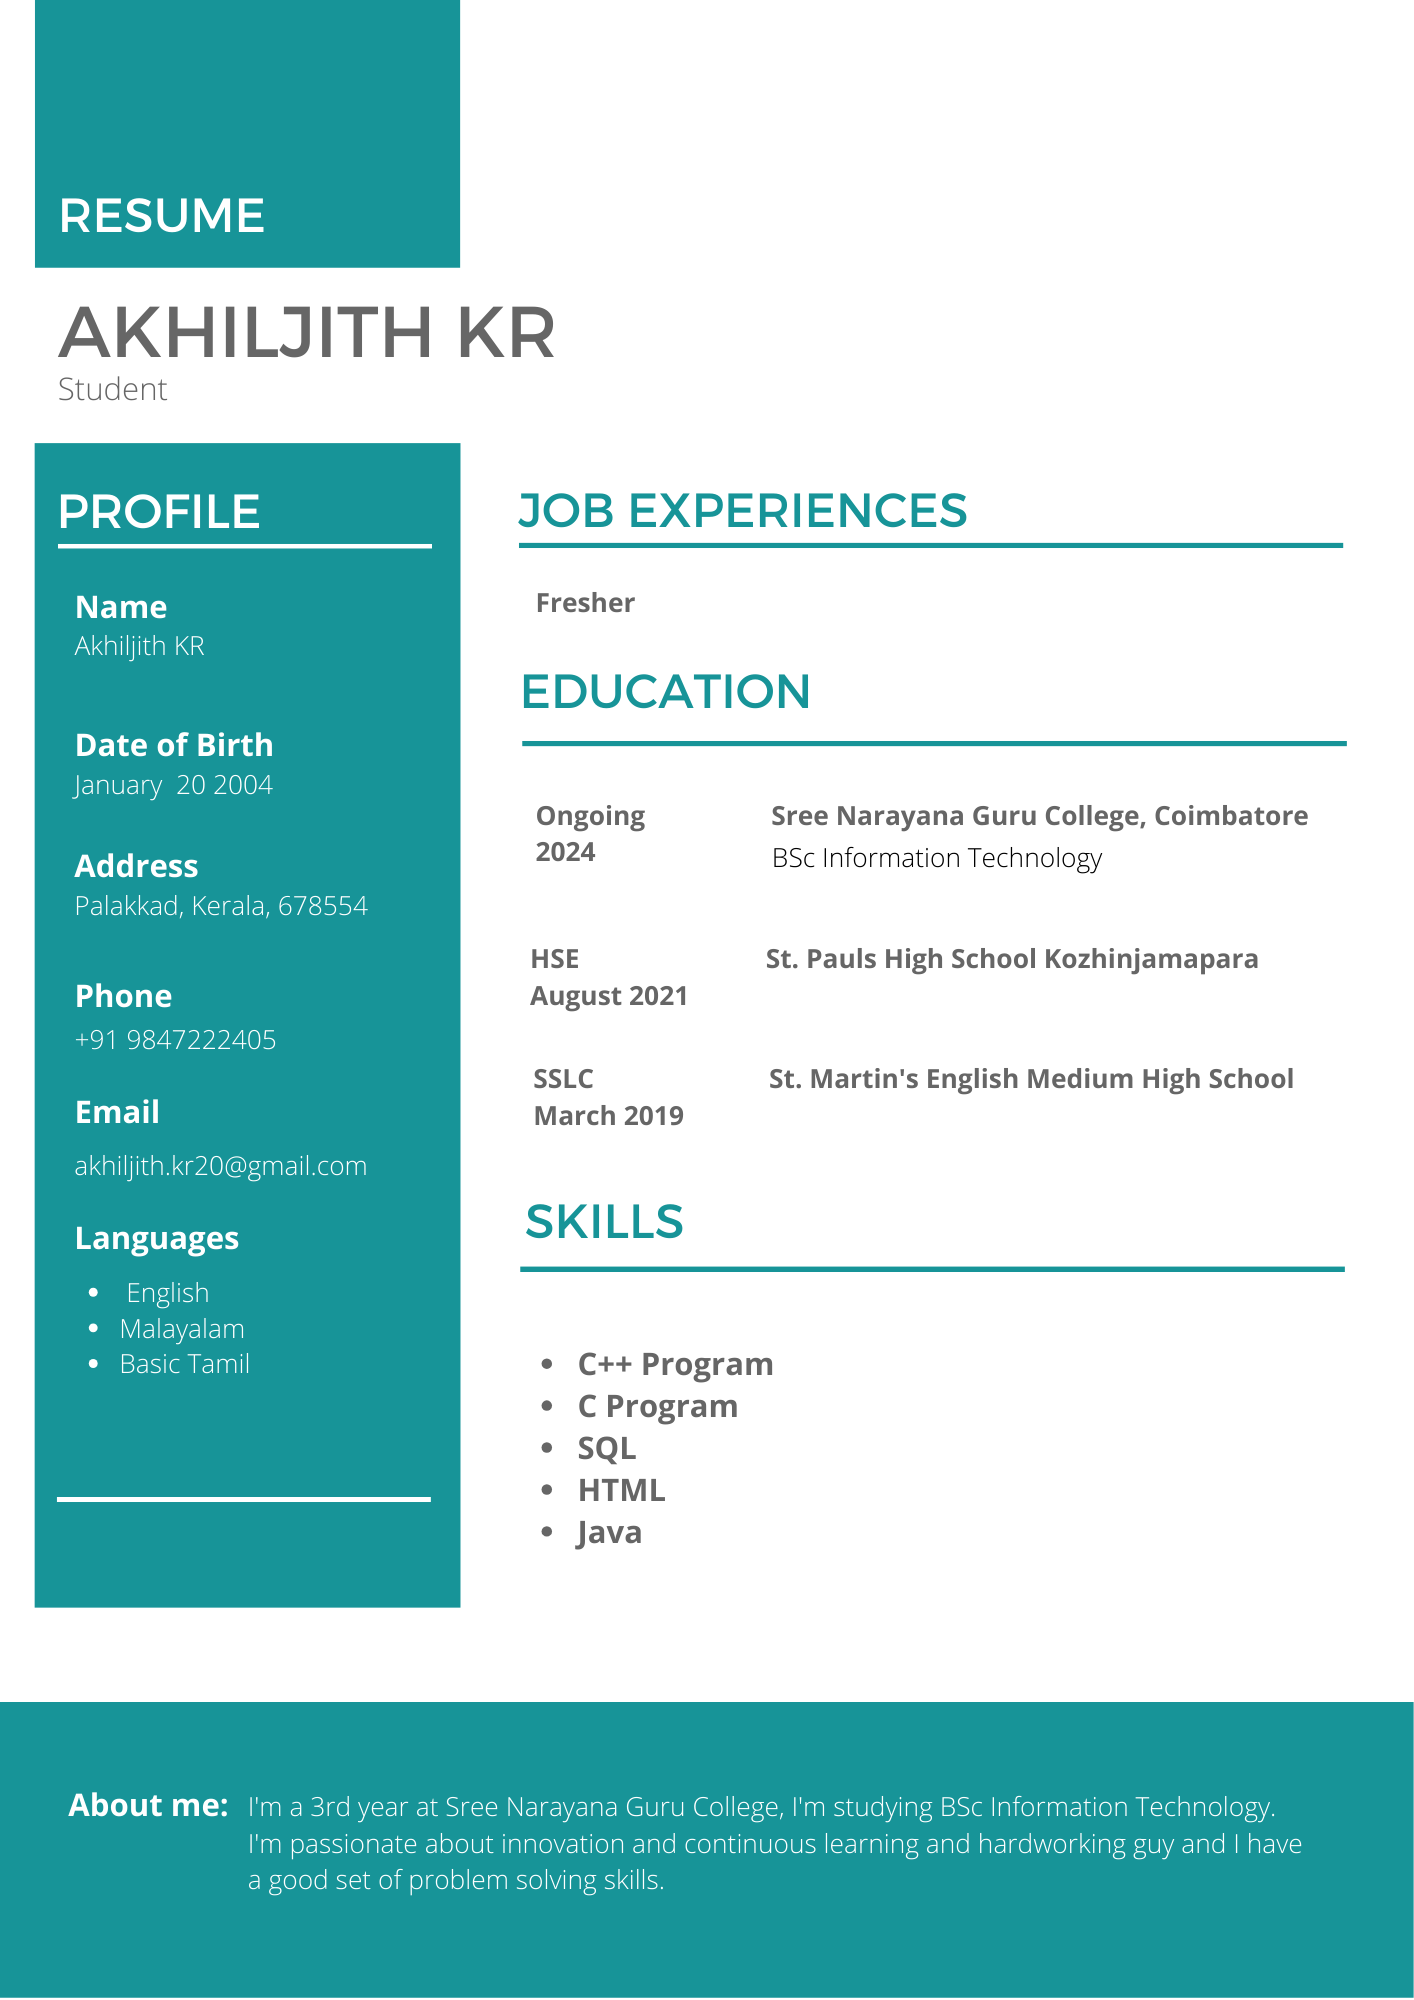 RESUME
AKHILJITH KR
Student
PROFILE
Name
Akhiljith KR
Date of Birth
January  20 2004
Address
Palakkad, Kerala, 678554
Phone
+91 9847222405
Email
akhiljith.kr20@gmail.com
Languages
• English
• Malayalam
• Basic Tamil
JOB EXPERIENCES
Fresher
EDUCATION
Ongoing
2024
Sree Narayana Guru College, Coimbatore
BSc Information Technology
HSE
August 2021
St. Pauls High School Kozhinjamapara
SSLC
March 2019
St. Martin's English Medium High School
SKILLS
• C++ Program
• C Program
• SQL
• HTML
• Java
About me: I'm a 3rd year at Sree Narayana Guru College, I'm studying BSc Information Technology.
I'm passionate about innovation and continuous learning and hardworking guy and I have
a good set of problem solving skills.